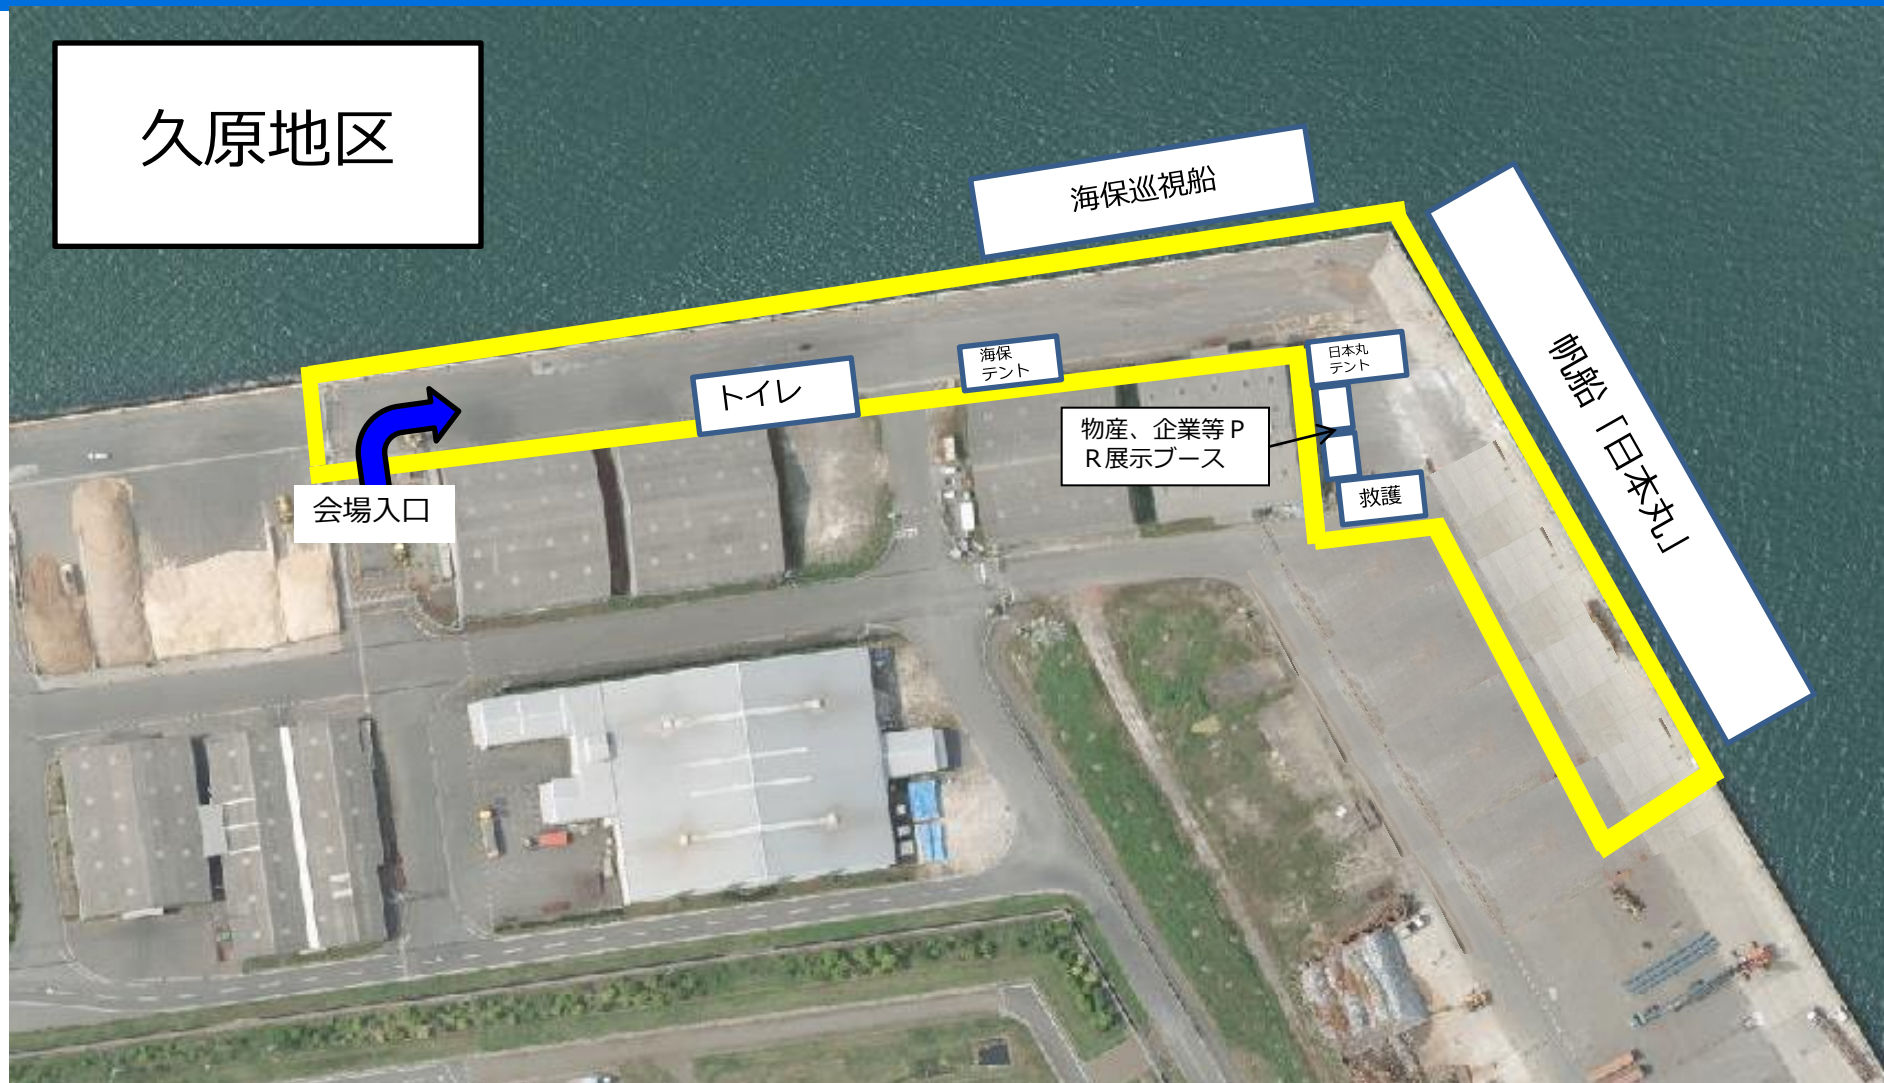 久原地区
海保巡視船
帆船「日本丸」
海保
テント
日本丸
テント
トイレ
物産、企業等P
R展示ブース
救護
会場入口